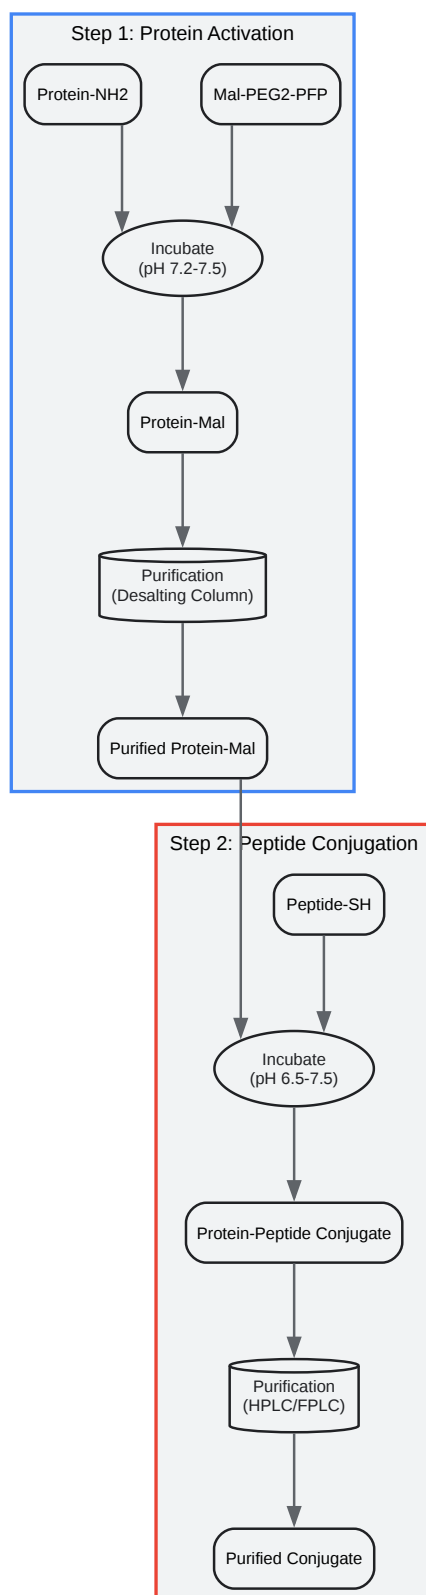 Step 1: Protein Activation
Protein-NH2
Mal-PEG2-PFP
Incubate
(pH 7.2-7.5)
Protein-Mal
Purification
(Desalting Column)
Purified Protein-Mal
Step 2: Peptide Conjugation
Peptide-SH
Incubate
(pH 6.5-7.5)
Protein-Peptide Conjugate
Purification
(HPLC/FPLC)
Purified Conjugate